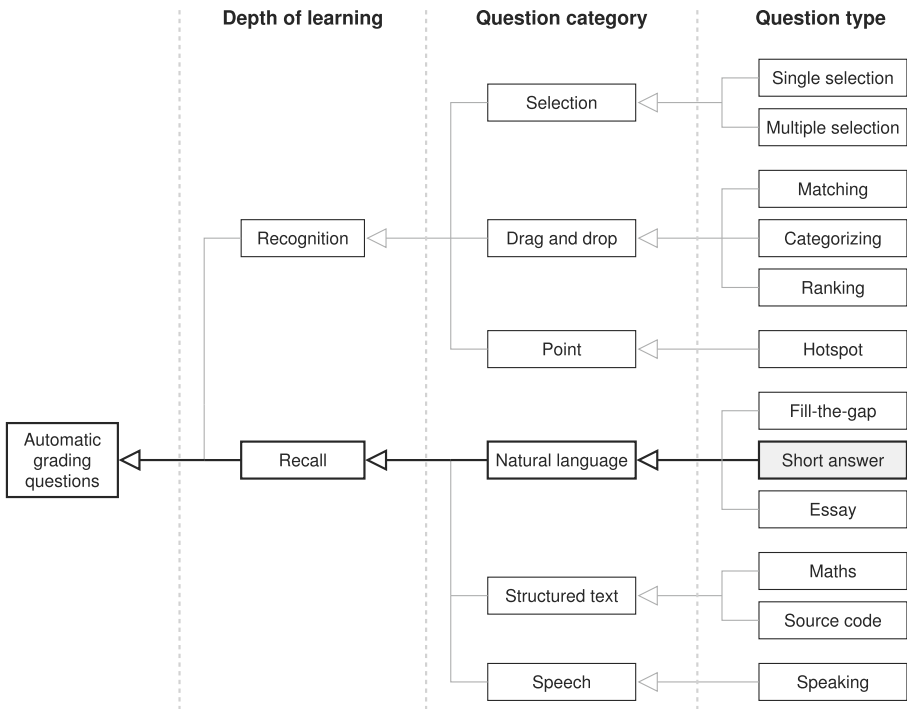 Depth of learning
Question category
Question type
Single selection
Selection
Multiple selection
Matching
Recognition
Drag and drop
Categorizing
Ranking
Point
Hotspot
Fill-the-gap
Automatic
grading
questions
Recall
Natural language
Short answer
Essay
Maths
Structured text
Source code
Speech
Speaking